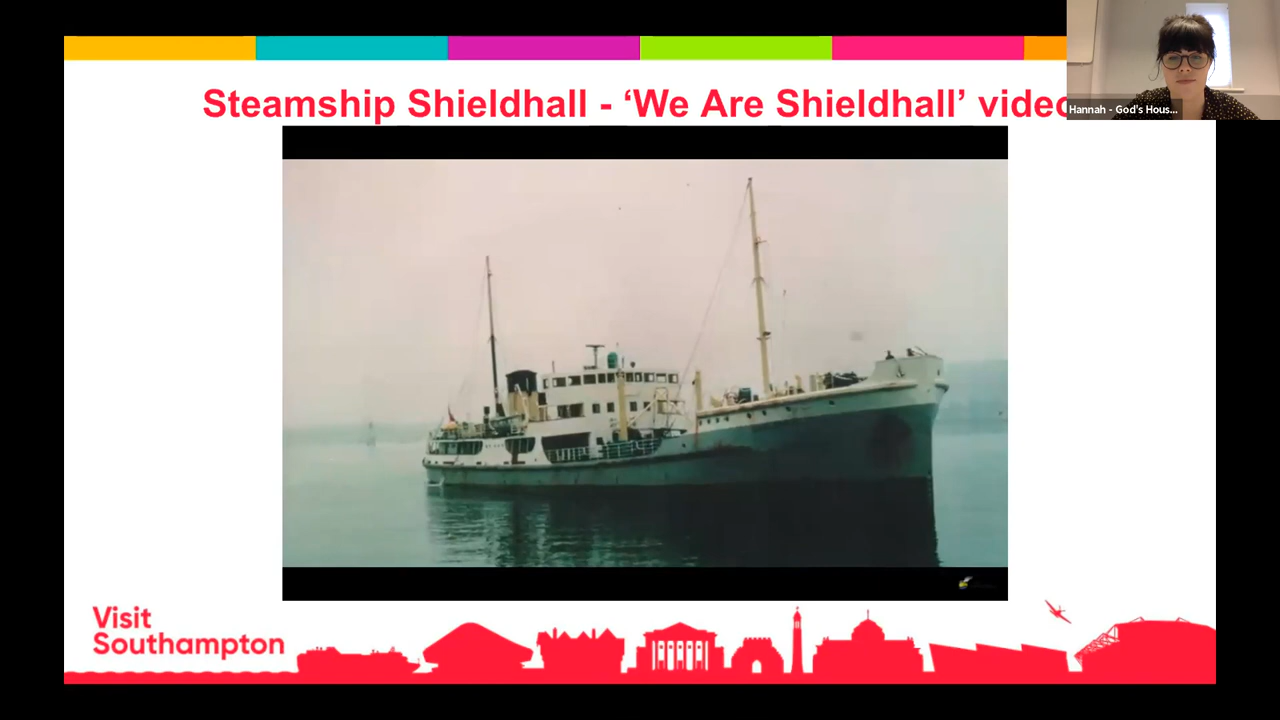 Steamship Shieldhall - ‘We Are Shieldhall’ video
Hannah - God's Hous...
Visit
Southampton